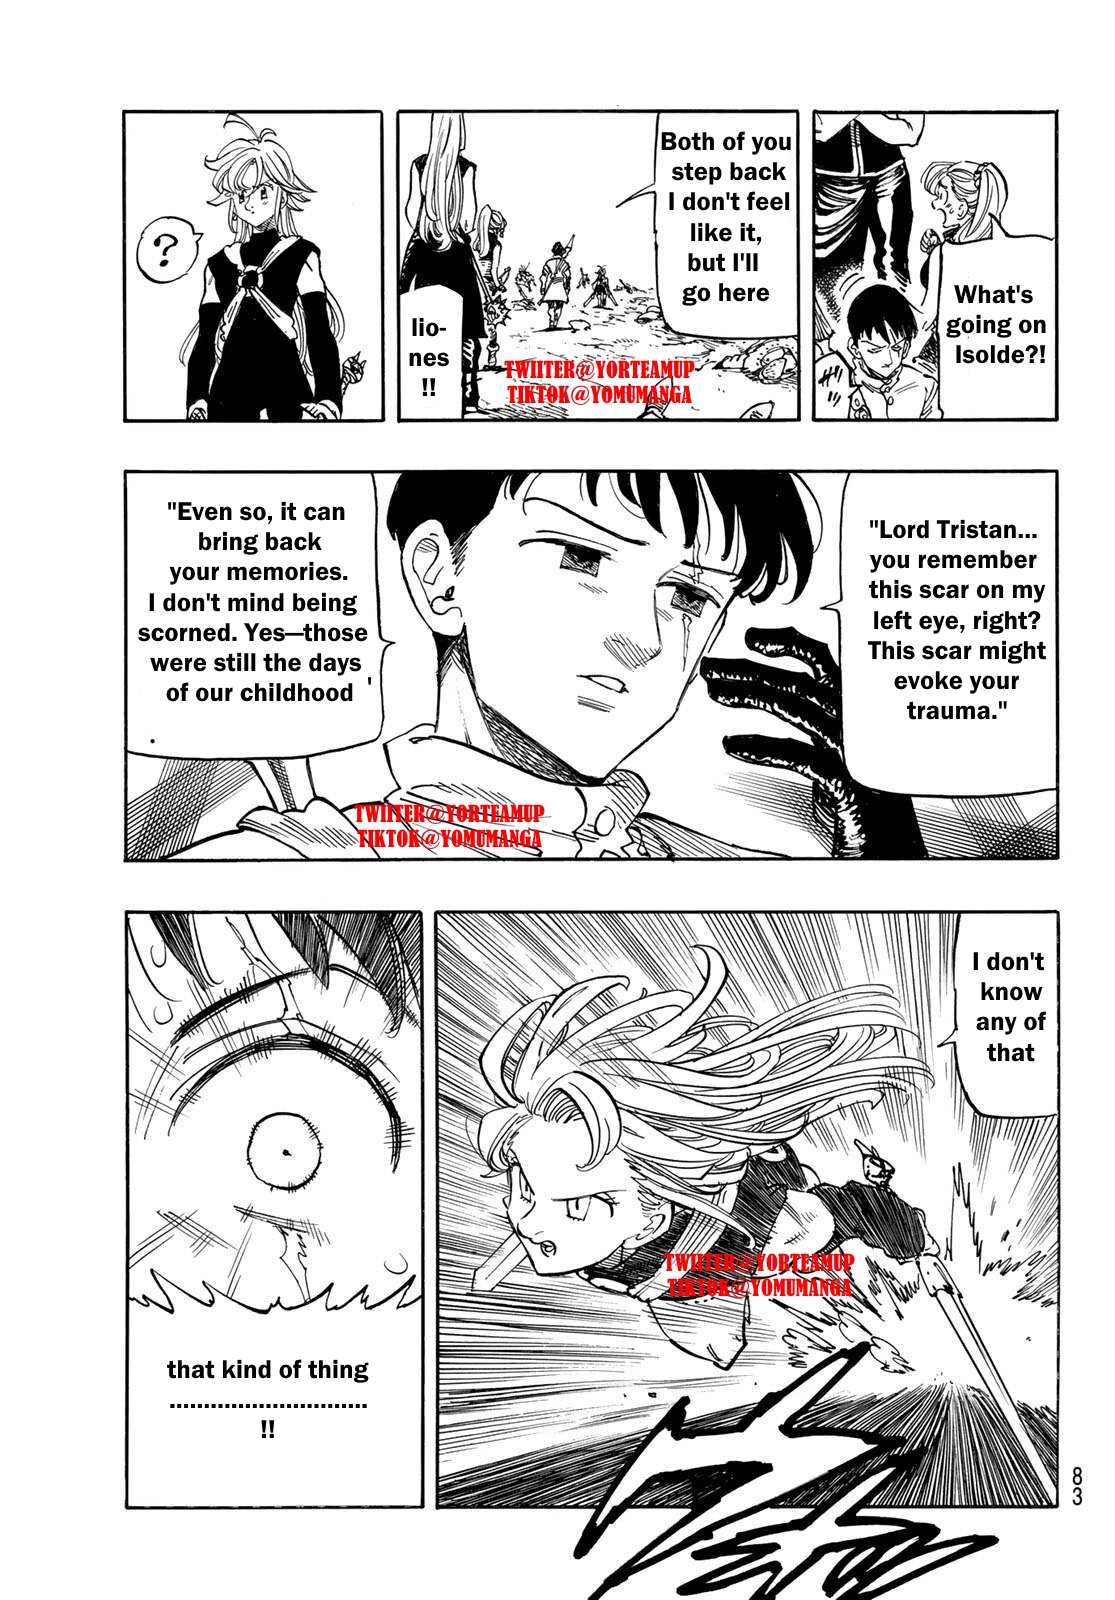 What's
going on
Isolde?!
Both of you
step back
I don't feel
like it,
but I'll
go here
lio-
nes
!!
TWIITER@YORTEAMUP
TIKTOK@YOMUMANGA
?
"Lord Tristan...
you remember
this scar on my
left eye, right?
This scar might
evoke your
trauma."
"Even so, it can
bring back
your memories.
I don't mind being
scorned. Yes—those
were still the days
of our childhood '
.
TWIITER@YORTEAMUP
TIKTOK@YOMUMANGA
I don't
know
any of
that
TWIITER@YORTEAMUP
TIKTOK@YOMUMANGA
that kind of thing
.............................
!!
83